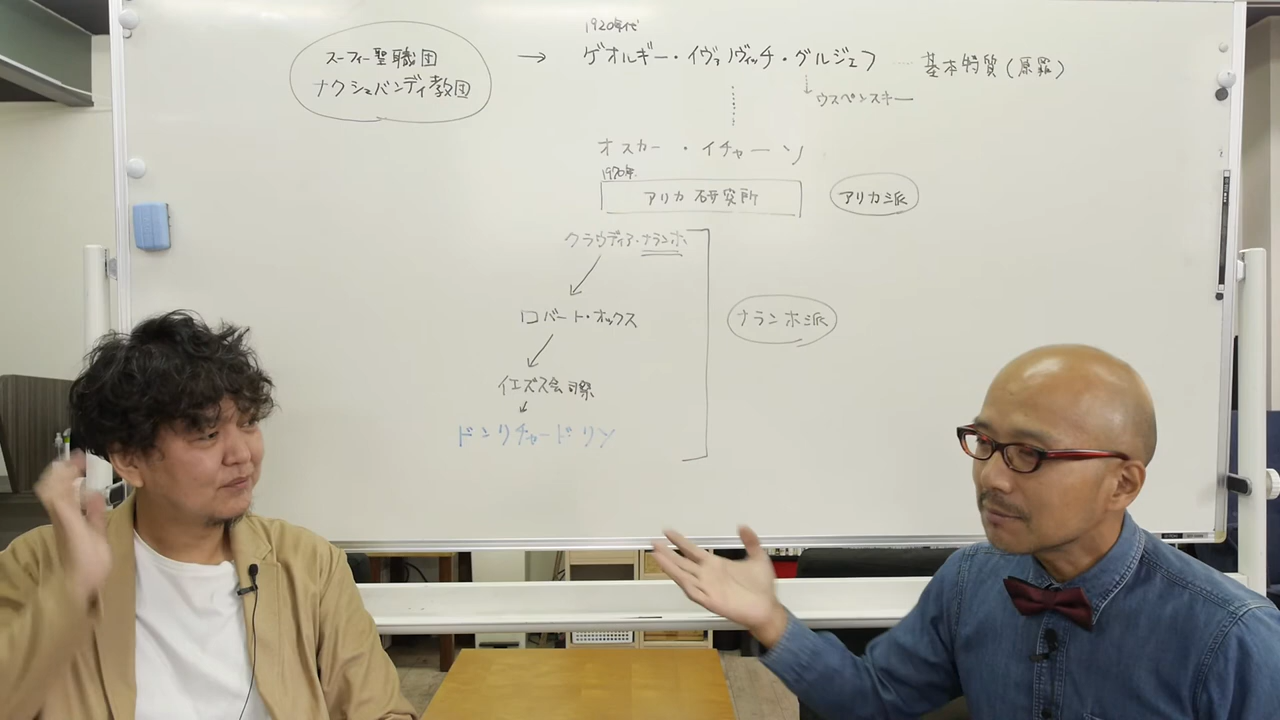 1920年代
スーフィー聖職団
ナクシュバンディ教団
→ ゲオルギー・イヴァノヴィッチ・グルジェフ …… 基本特質(原罪)
ウスペンスキー
オスカー・イチャーソ
1970年
アリカ研究所
アリカ派
クラウディア・ナランホ
ロバート・オックス
ナランホ派
イエズス会司祭
ドン・リチャード・リソ